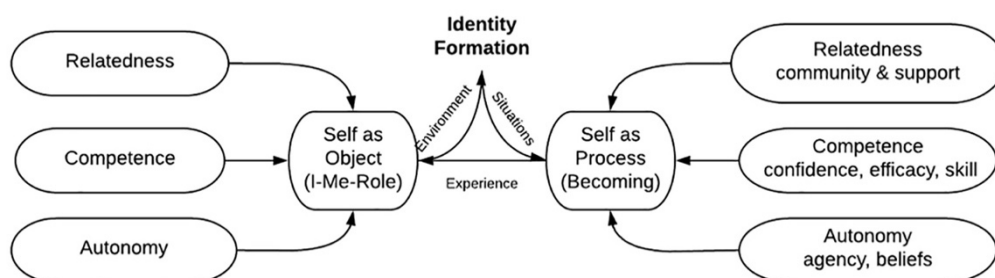 Identity
Formation
Relatedness
Competence
Autonomy
Self as
Object
(I-Me-Role)
Environment
Situations
Experience
Self as
Process
(Becoming)
Relatedness
community & support
Competence
confidence, efficacy, skill
Autonomy
agency, beliefs